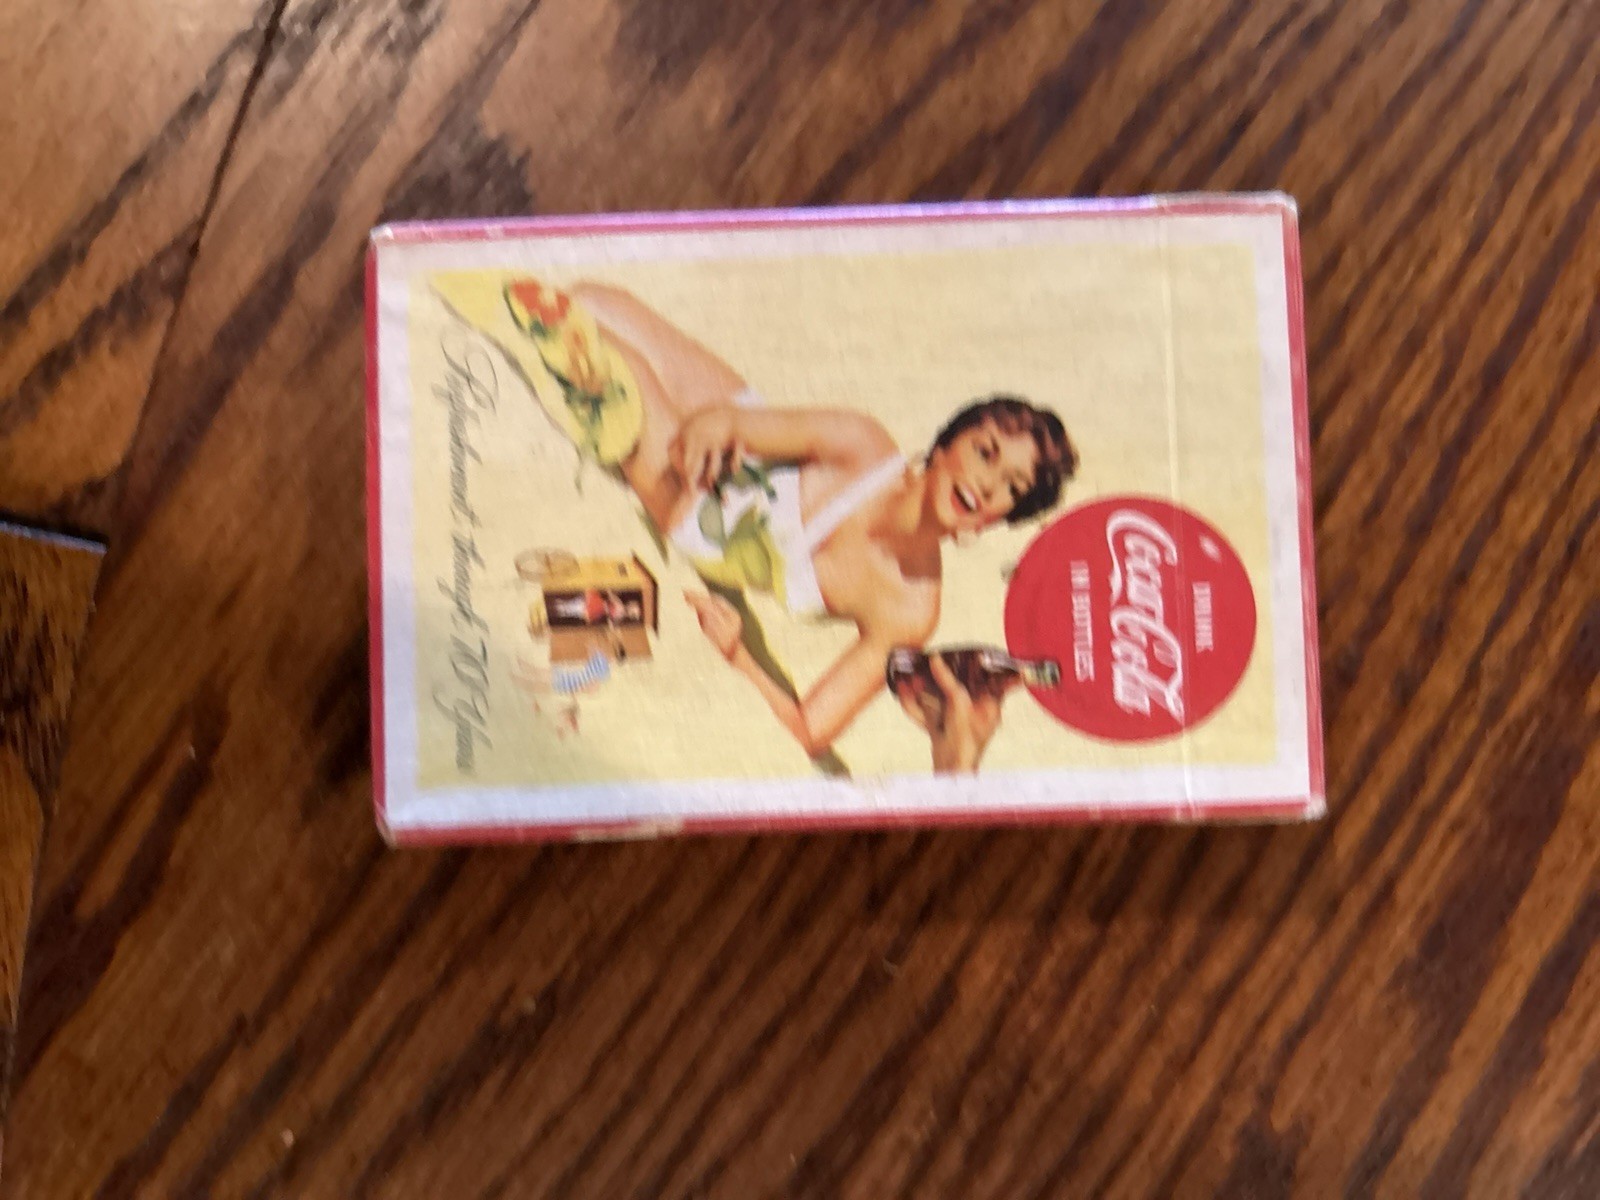 DRINK
Coca-Cola
IN BOTTLES
Refreshment through 70 Years